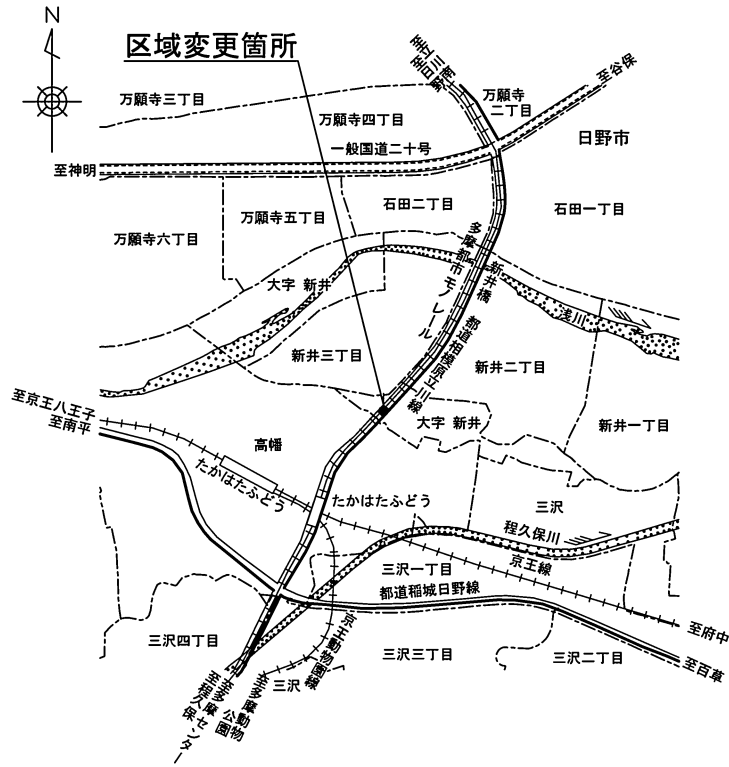 N
区域変更箇所
至立川
至日野南
至谷保
万願寺三丁目
万願寺四丁目
万願寺
二丁目
日野市
一般国道二十号
至神明
石田二丁目
石田一丁目
万願寺五丁目
万願寺六丁目
多摩都市モノレール
新井橋
大字 新井
浅川
都道相模原立川線
新井三丁目
新井二丁目
至京王八王子
至南平
大字 新井
新井一丁目
高幡
たかはたふどう
たかはたふどう
三沢
程久保川
京王線
三沢一丁目
都道稲城日野線
至府中
京王動物園線
三沢四丁目
三沢三丁目
三沢二丁目
至百草
三沢
至多摩動物
公園
至多摩センター
至程久保